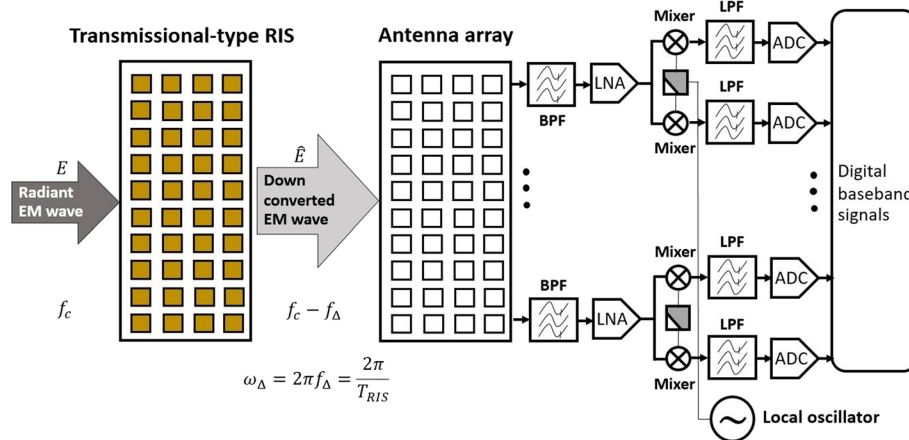 Transmissional-type RIS
Antenna array
Mixer
LPF
ADC
BPF
LNA
LPF
ADC
Mixer
E
Radiant
EM wave
Ê
Down
converted
EM wave
Digital
baseband
signals
f_c
f_c − f_Δ
BPF
LNA
Mixer
LPF
ADC
LPF
ADC
Mixer
ω_Δ = 2πf_Δ = 2π / T_RIS
Local oscillator